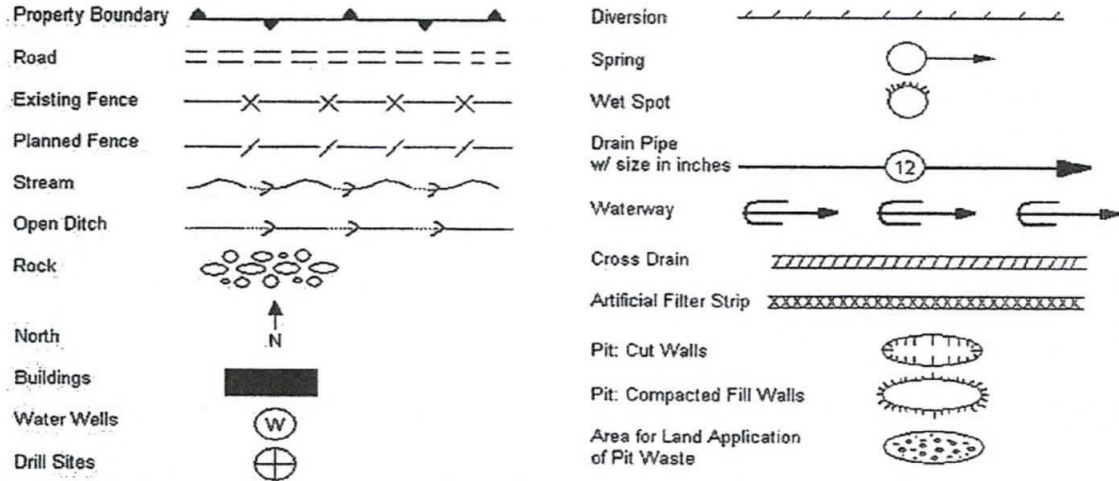 Property Boundary
Road
Existing Fence
Planned Fence
Stream
Open Ditch
Rock
North
N
Buildings
Water Wells
W
Drill Sites
Diversion
Spring
Wet Spot
Drain Pipe
w/ size in inches
12
Waterway
Cross Drain
Artificial Filter Strip
Pit: Cut Walls
Pit: Compacted Fill Walls
Area for Land Application
of Pit Waste